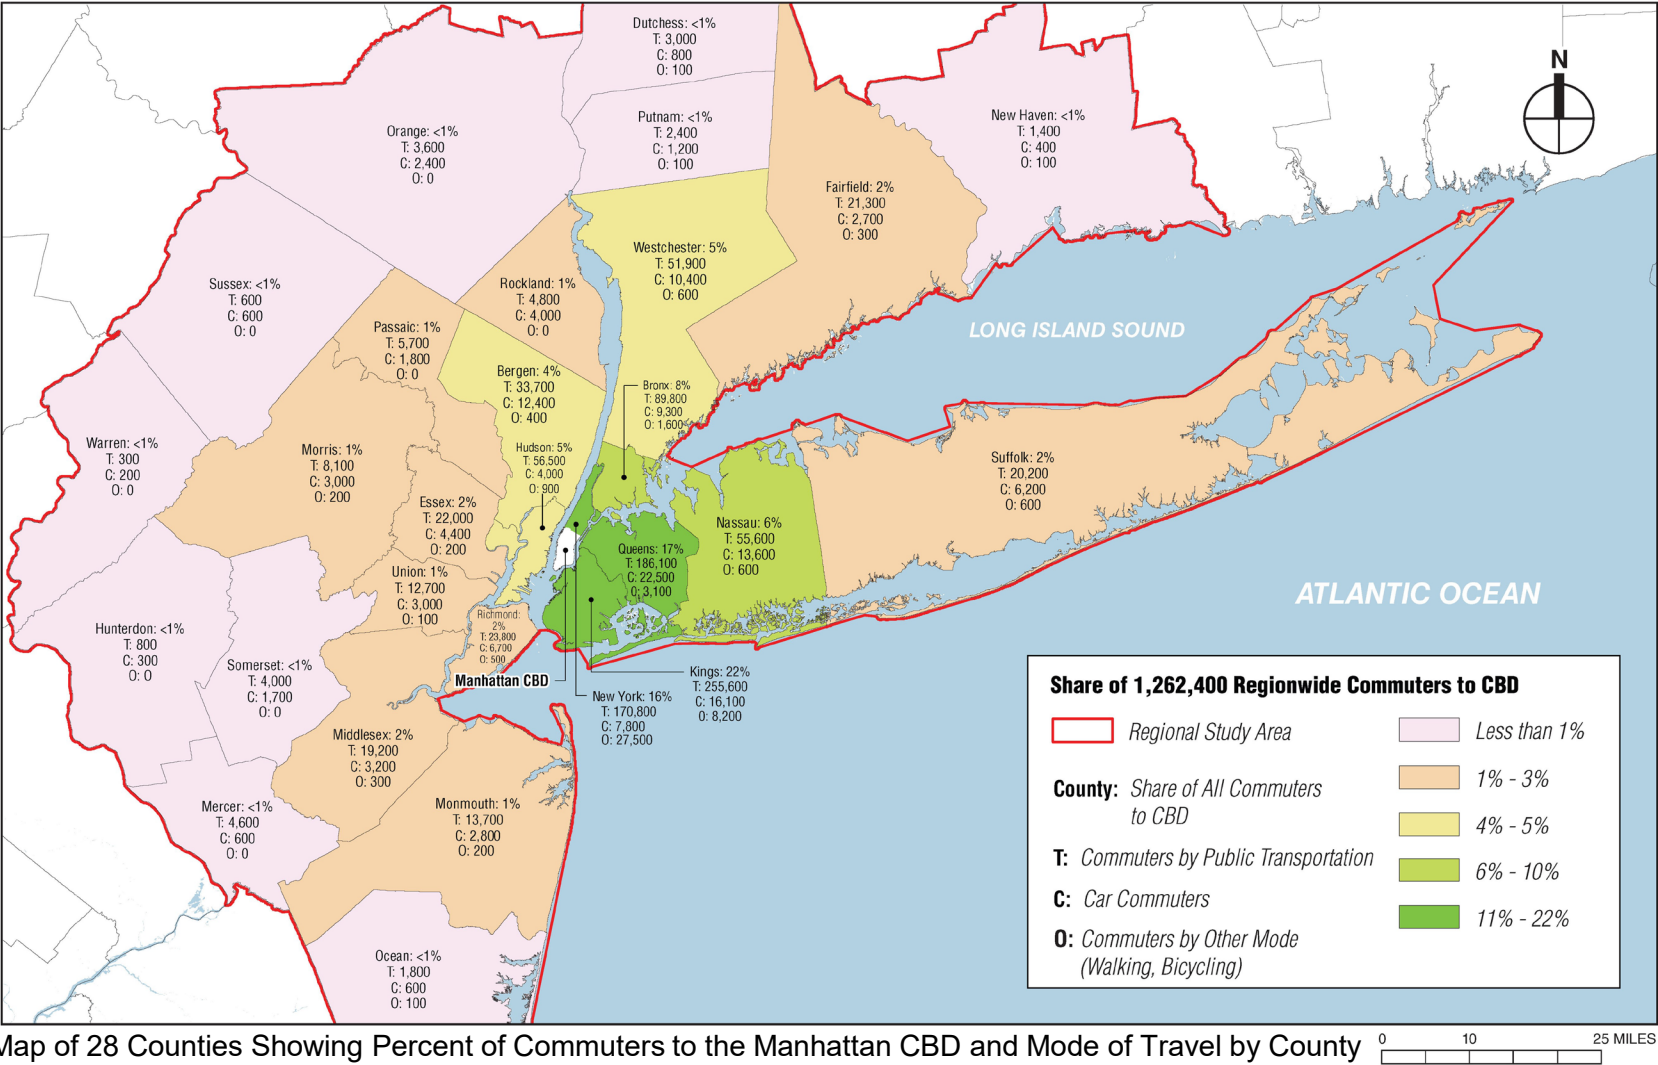 Dutchess: <1%
T: 3,000
C: 800
O: 100
Putnam: <1%
T: 2,400
C: 1,200
O: 100
Orange: <1%
T: 3,600
C: 2,400
O: 0
New Haven: <1%
T: 1,400
C: 400
O: 100
N
Fairfield: 2%
T: 21,300
C: 2,700
O: 300
Westchester: 5%
T: 51,900
C: 10,400
O: 600
Rockland: 1%
T: 4,800
C: 4,000
O: 0
Sussex: <1%
T: 600
C: 600
O: 0
Passaic: 1%
T: 5,700
C: 1,800
O: 0
LONG ISLAND SOUND
Bergen: 4%
T: 33,700
C: 12,400
O: 400
Bronx: 8%
T: 89,800
C: 9,300
O: 1,600
Hudson: 5%
T: 56,500
C: 4,000
O: 900
Warren: <1%
T: 300
C: 200
O: 0
Morris: 1%
T: 8,100
C: 3,000
O: 200
Essex: 2%
T: 22,000
C: 4,400
O: 200
Suffolk: 2%
T: 20,200
C: 6,200
O: 600
Nassau: 6%
T: 55,600
C: 13,600
O: 600
Queens: 17%
T: 186,100
C: 22,500
O: 3,100
Union: 1%
T: 12,700
C: 3,000
O: 100
Richmond:
2%
T: 23,800
C: 6,700
O: 500
ATLANTIC OCEAN
Hunterdon: <1%
T: 800
C: 300
O: 0
Somerset: <1%
T: 4,000
C: 1,700
O: 0
Manhattan CBD
New York: 16%
T: 170,800
C: 7,800
O: 27,500
Kings: 22%
T: 255,600
C: 16,100
O: 8,200
Middlesex: 2%
T: 19,200
C: 3,200
O: 300
Mercer: <1%
T: 4,600
C: 600
O: 0
Monmouth: 1%
T: 13,700
C: 2,800
O: 200
Ocean: <1%
T: 1,800
C: 600
O: 100
Share of 1,262,400 Regionwide Commuters to CBD
Regional Study Area
County: Share of All Commuters
to CBD
T: Commuters by Public Transportation
C: Car Commuters
O: Commuters by Other Mode
(Walking, Bicycling)
Less than 1%
1% - 3%
4% - 5%
6% - 10%
11% - 22%
Map of 28 Counties Showing Percent of Commuters to the Manhattan CBD and Mode of Travel by County
0 10 25 MILES